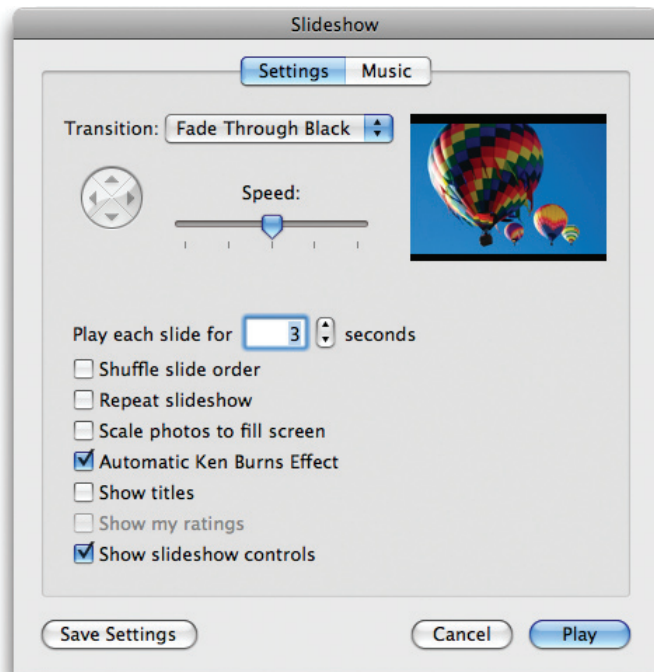 Slideshow
Settings Music
Transition: Fade Through Black
Speed:
Play each slide for 3 seconds
Shuffle slide order
Repeat slideshow
Scale photos to fill screen
Automatic Ken Burns Effect
Show titles
Show my ratings
Show slideshow controls
Save Settings Cancel Play